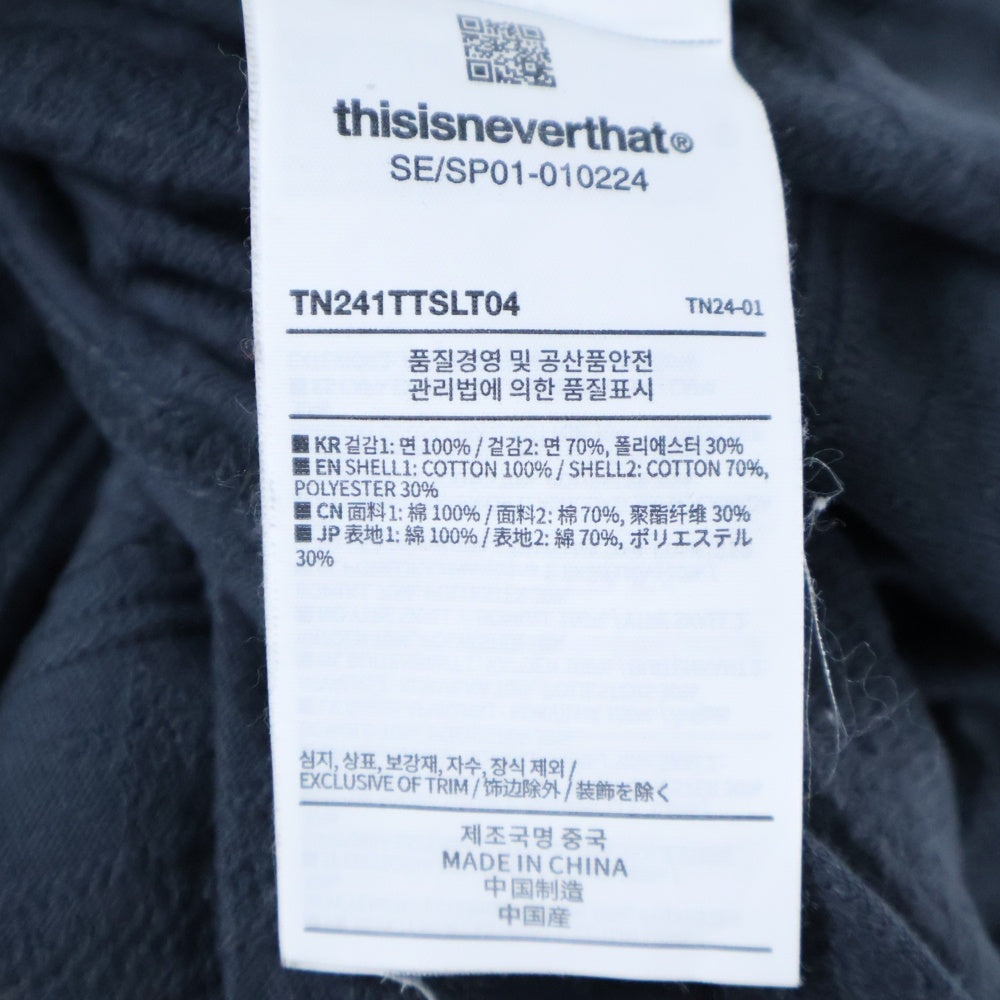 thisisneverthat®
SE/SP01-010224
TN241TTSLT04 TN24-01
품질경영 및 공산품안전
관리법에 의한 품질표시
KR 겉감1: 면 100% / 겉감2: 면 70%, 폴리에스터 30%
EN SHELL1: COTTON 100% / SHELL2: COTTON 70%,
POLYESTER 30%
CN 面料1: 棉 100% / 面料2: 棉 70%, 聚酯纤维 30%
JP 表地1: 綿 100% / 表地2: 綿 70%, ポリエステル
30%
심지, 상표, 보강재, 자수, 장식 제외 /
EXCLUSIVE OF TRIM / 饰边除外 / 装飾を除く
제조국명 중국
MADE IN CHINA
中国制造
中国産